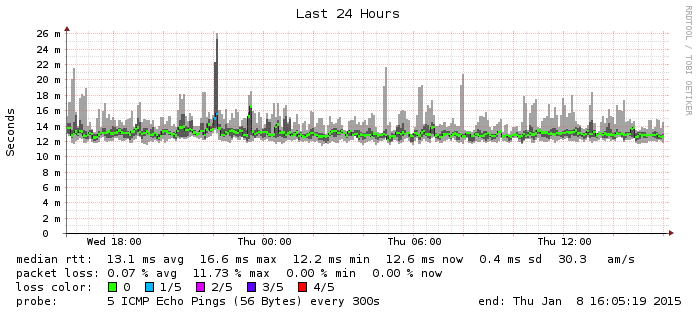 Last 24 Hours
RRDTOOL / TOBI OETIKER
Seconds
26 m
24 m
22 m
20 m
18 m
16 m
14 m
12 m
10 m
8 m
6 m
4 m
2 m
0
Wed 18:00 Thu 00:00 Thu 06:00 Thu 12:00
median rtt: 13.1 ms avg 16.6 ms max 12.2 ms min 12.6 ms now 0.4 ms sd 30.3 am/s
packet loss: 0.07 % avg 11.73 % max 0.00 % min 0.00 % now
loss color: 0 1/5 2/5 3/5 4/5
probe: 5 ICMP Echo Pings (56 Bytes) every 300s end: Thu Jan 8 16:05:19 2015